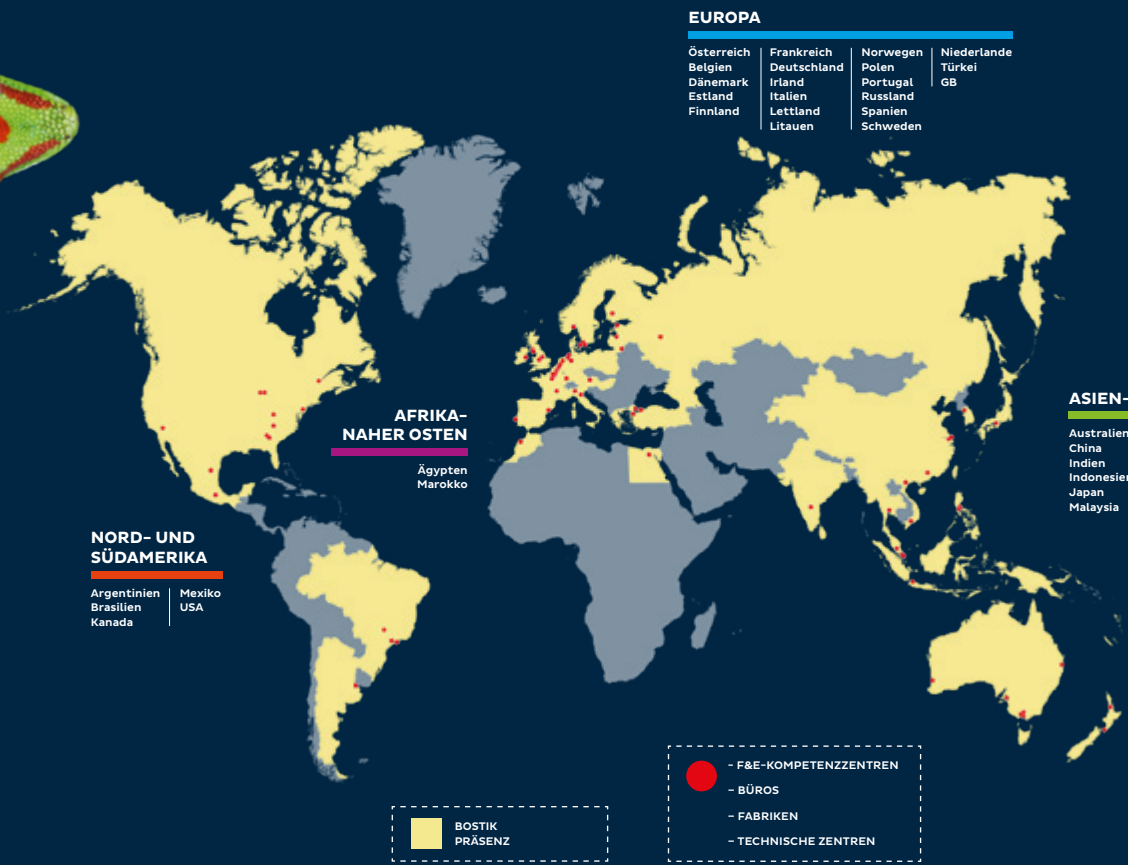 EUROPA
Österreich
Belgien
Dänemark
Estland
Finnland
Frankreich
Deutschland
Irland
Italien
Lettland
Litauen
Norwegen
Polen
Portugal
Russland
Spanien
Schweden
Niederlande
Türkei
GB
AFRIKA-
NAHER OSTEN
Ägypten
Marokko
ASIEN-
Australien
China
Indien
Indonesien
Japan
Malaysia
NORD- UND
SÜDAMERIKA
Argentinien
Brasilien
Kanada
Mexiko
USA
BOSTIK
PRÄSENZ
- F&E-KOMPETENZZENTREN
- BÜROS
- FABRIKEN
- TECHNISCHE ZENTREN